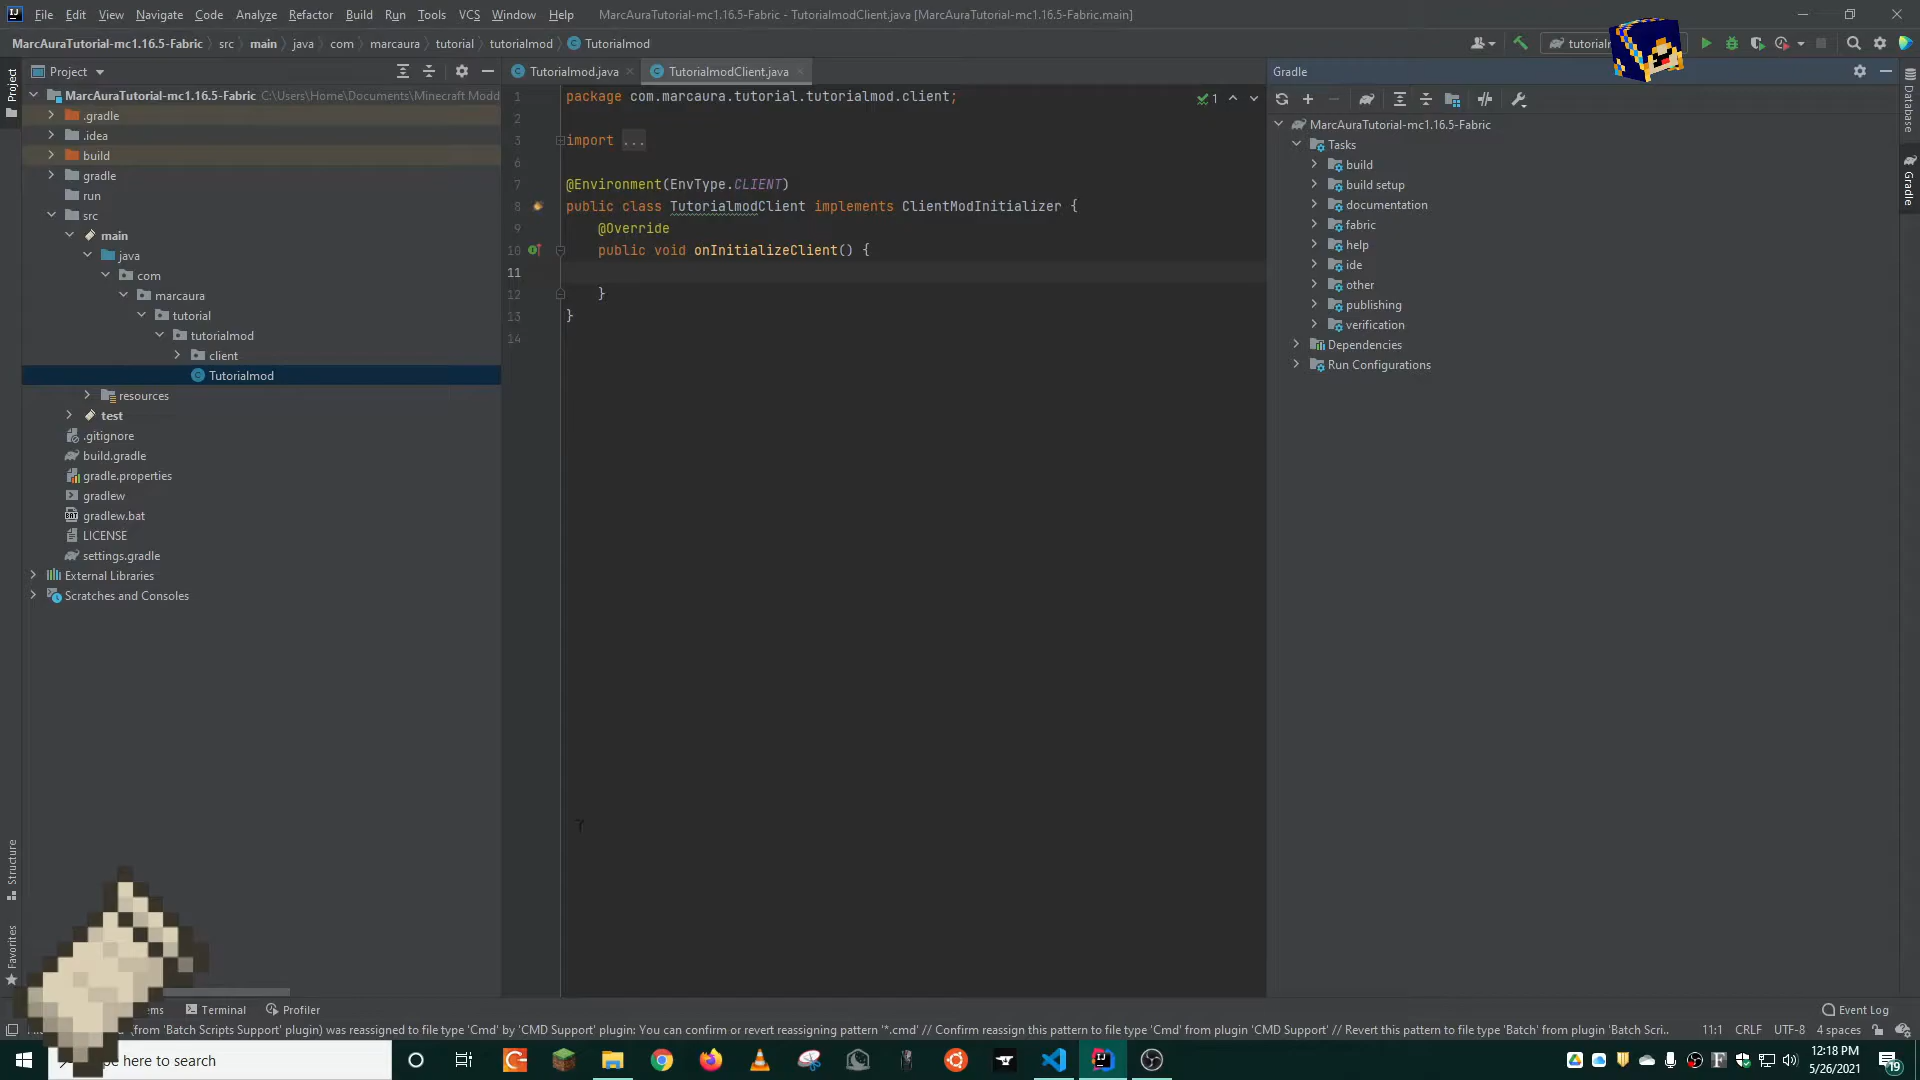 File Edit View Navigate Code Analyze Refactor Build Run Tools VCS Window Help MarcAuraTutorial-mc1.16.5-Fabric - TutorialmodClient.java [MarcAuraTutorial-mc1.16.5-Fabric.main]
MarcAuraTutorial-mc1.16.5-Fabric src main java com marcaura tutorial tutorialmod Tutorialmod
Project
MarcAuraTutorial-mc1.16.5-Fabric C:\Users\Home\Documents\Minecraft Modd
.gradle
.idea
build
gradle
run
src
main
java
com
marcaura
tutorial
tutorialmod
client
Tutorialmod
resources
test
.gitignore
build.gradle
gradle.properties
gradlew
gradlew.bat
LICENSE
settings.gradle
External Libraries
Scratches and Consoles
Project
Structure
Favorites
Tutorialmod.java
TutorialmodClient.java
1 package com.marcaura.tutorial.tutorialmod.client;
2
3 import ...
6
7 @Environment(EnvType.CLIENT)
8 public class TutorialmodClient implements ClientModInitializer {
9 @Override
10 public void onInitializeClient() {
11
12 }
13 }
14
1
Gradle
MarcAuraTutorial-mc1.16.5-Fabric
Tasks
build
build setup
documentation
fabric
help
ide
other
publishing
verification
Dependencies
Run Configurations
Database
Gradle
Terminal Profiler Event Log
(from 'Batch Scripts Support' plugin) was reassigned to file type 'Cmd' by 'CMD Support' plugin: You can confirm or revert reassigning pattern '*.cmd' // Confirm reassign this pattern to file type 'Cmd' from plugin 'CMD Support' // Revert this pattern to file type 'Batch' from plugin 'Batch Scri.. 11:1 CRLF UTF-8 4 spaces
here to search
12:18 PM
5/26/2021
19